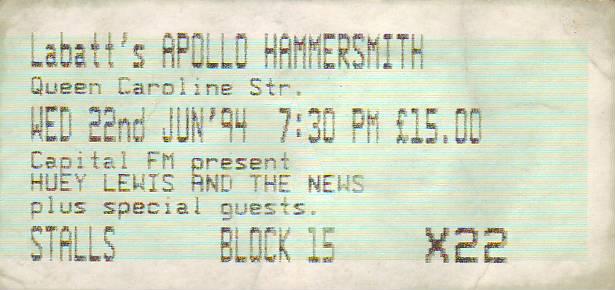 Labatt's APOLLO HAMMERSMITH
Queen Caroline Str.
WED 22nd JUN'94 7:30 PM £15.00
Capital FM present
HUEY LEWIS AND THE NEWS
plus special guests.
STALLS BLOCK 15 X22